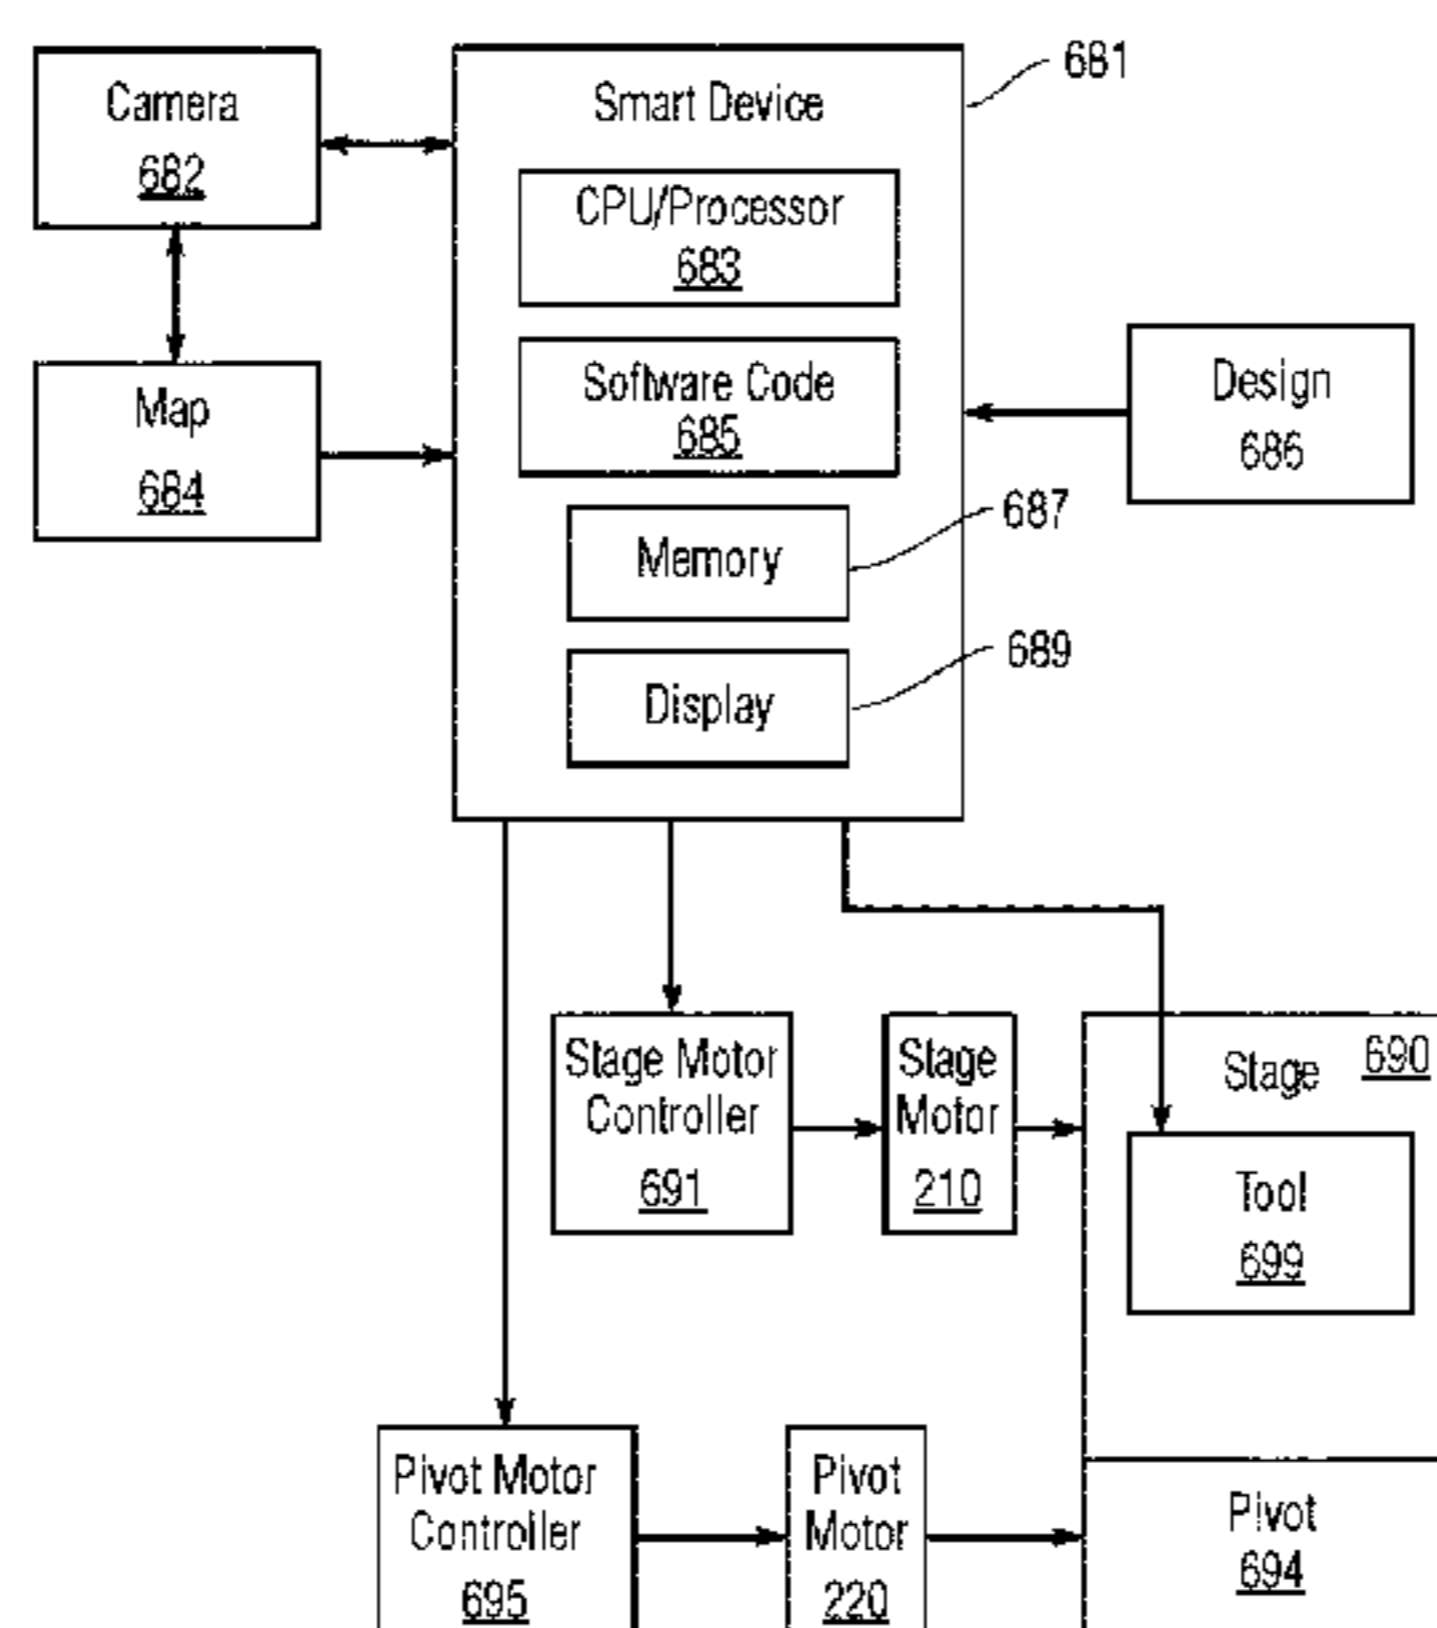 Camera
682
Smart Device
681
CPU/Processor
683
Software Code
685
Map
684
Design
686
Memory
687
Display
689
Stage Motor
Controller
691
Stage
Motor
210
Stage
690
Tool
699
Pivot Motor
Controller
695
Pivot
Motor
220
Pivot
694